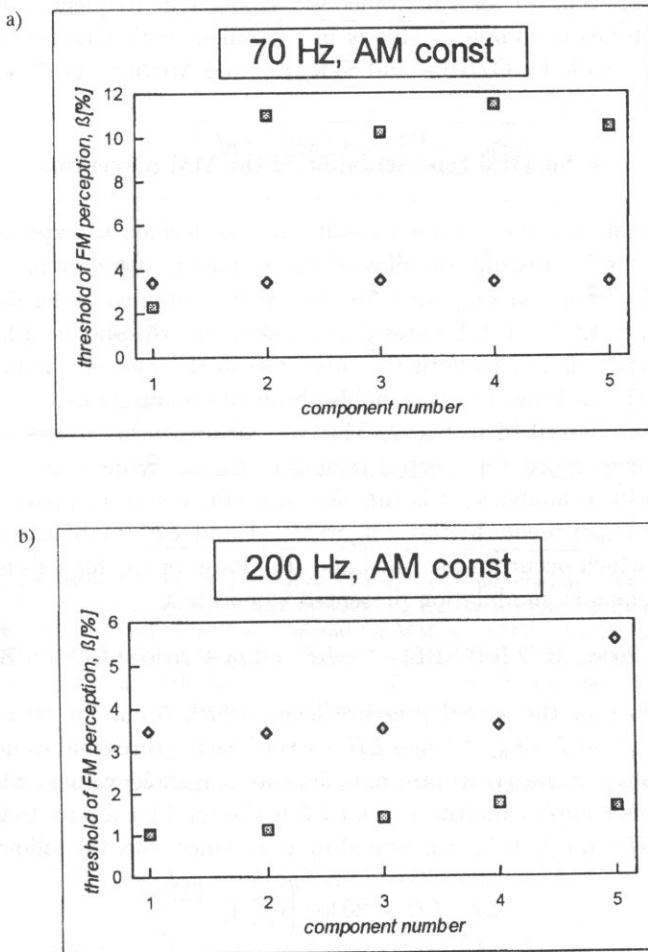 a)
70 Hz, AM const
threshold of FM perception, ß[%]
12
10
8
6
4
2
0
1 2 3 4 5
component number
b)
200 Hz, AM const
threshold of FM perception, ß[%]
6
5
4
3
2
1
0
1 2 3 4 5
component number